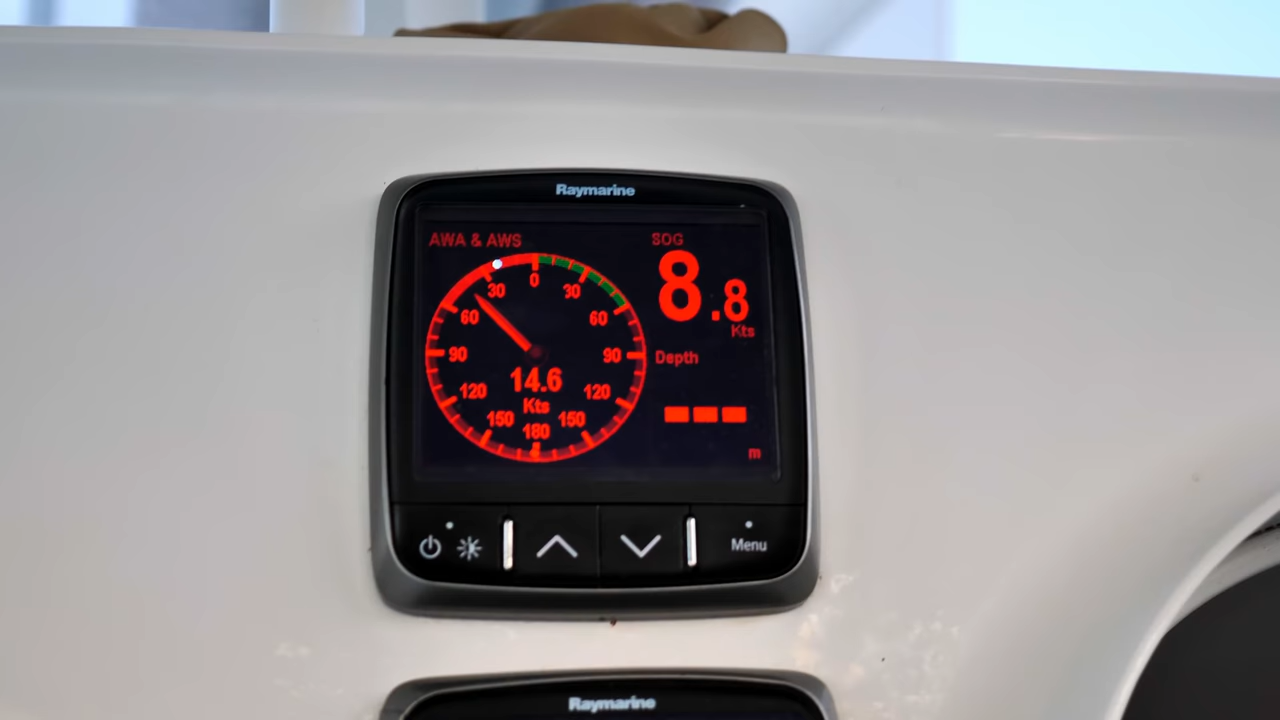 Raymarine
AWA & AWS
SOG
8.8
Kts
0
30
30
60
60
90
90
120
120
150
150
180
14.6
Kts
Depth
---
m
Menu
Raymarine